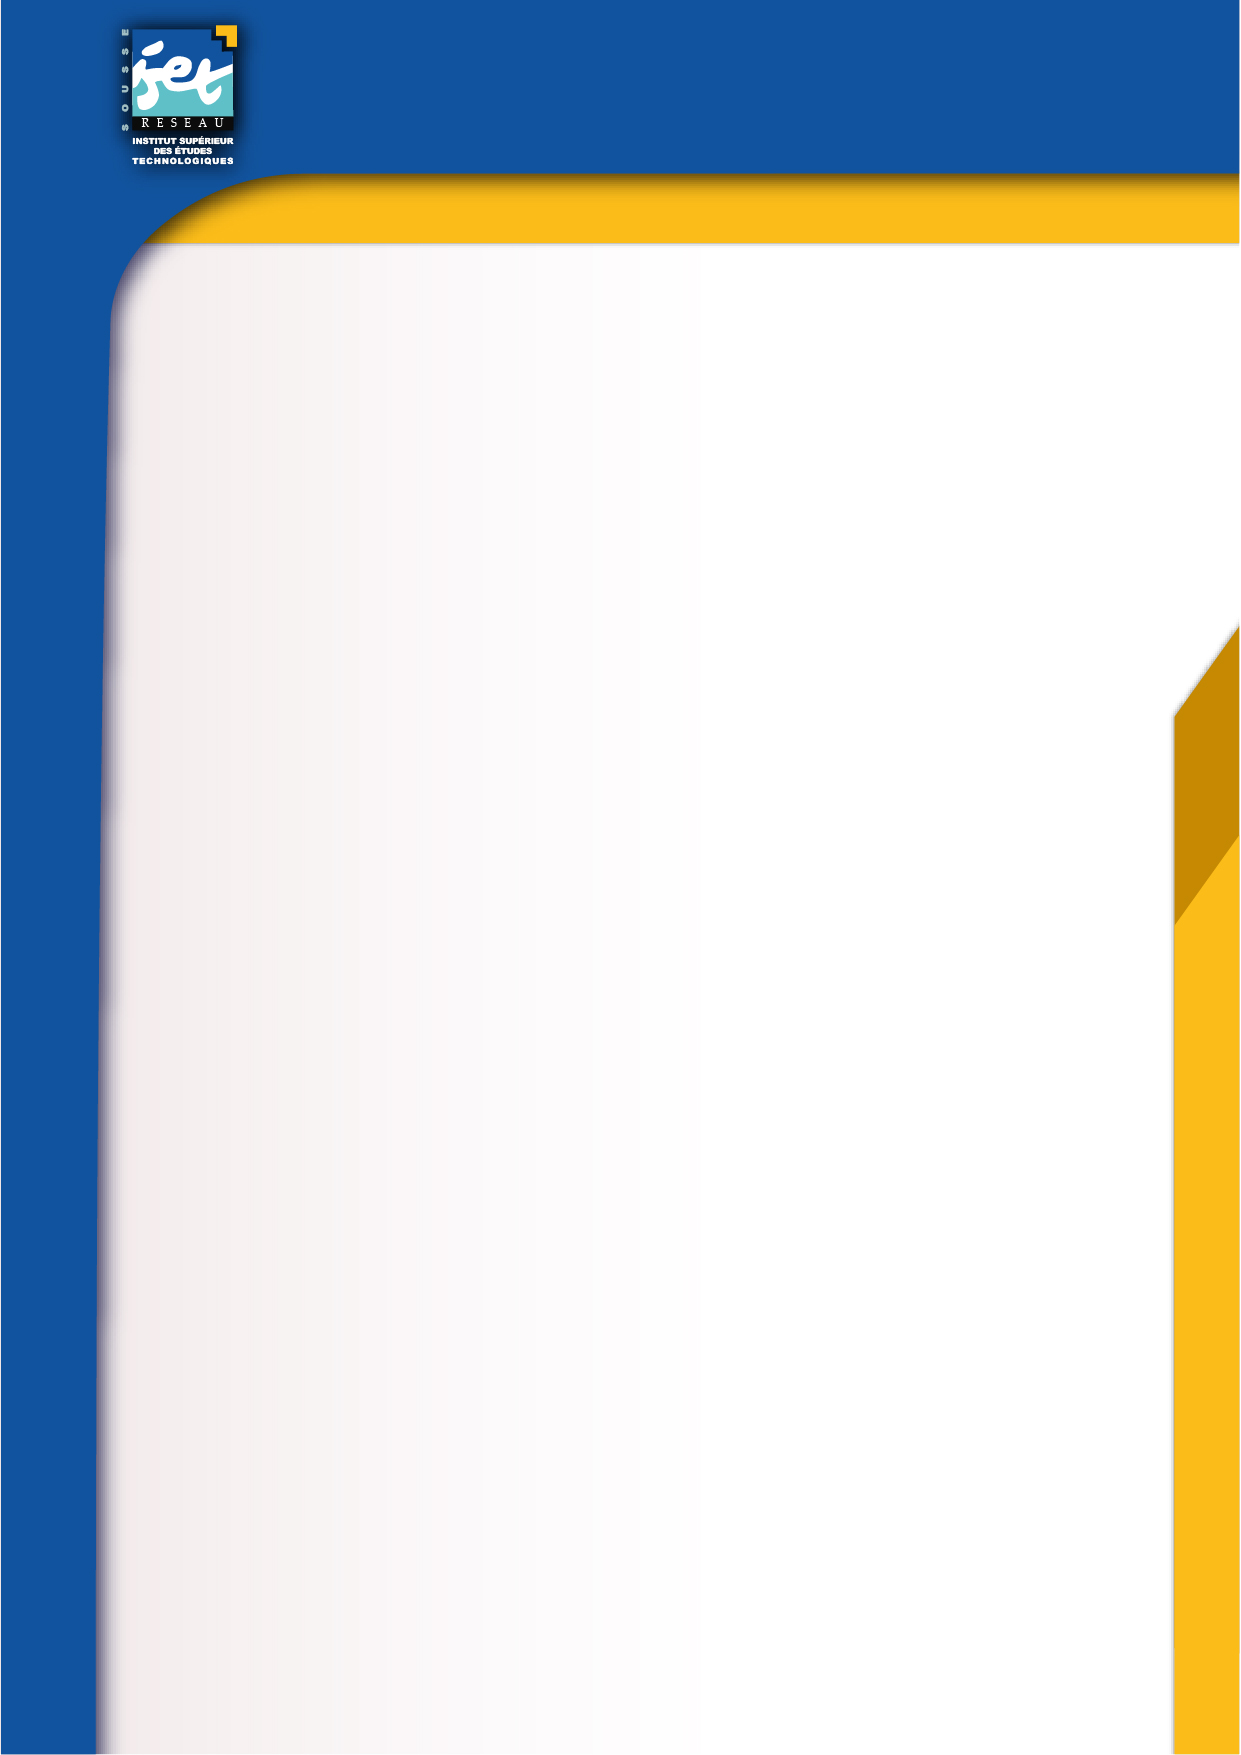 SOUSSE
iset
RESEAU
INSTITUT SUPÉRIEUR
DES ÉTUDES
TECHNOLOGIQUES